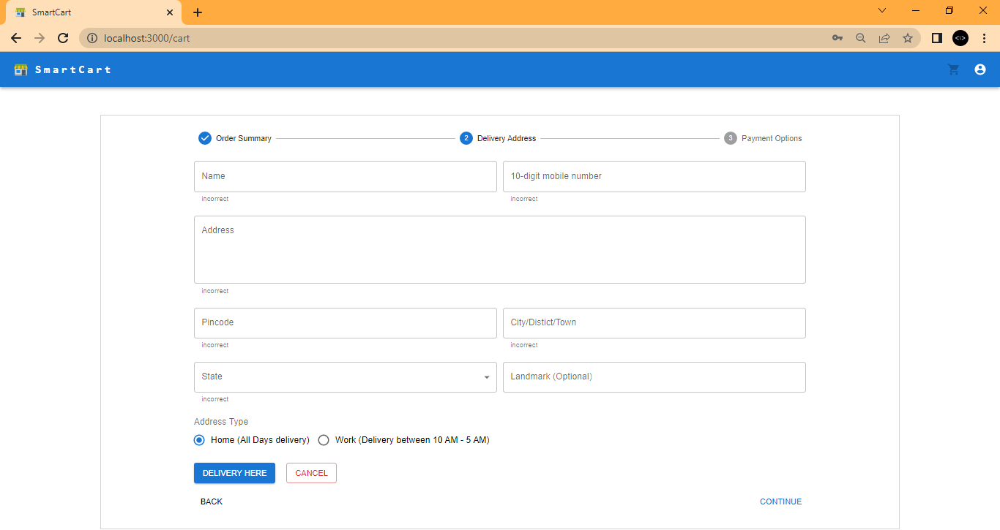 SmartCart
localhost:3000/cart
<\>
SmartCart
Order Summary 2 Delivery Address 3 Payment Options
Name 10-digit mobile number
incorrect incorrect
Address
incorrect
Pincode City/Distict/Town
incorrect incorrect
State Landmark (Optional)
incorrect
Address Type
Home (All Days delivery) Work (Delivery between 10 AM - 5 AM)
DELIVERY HERE CANCEL
BACK CONTINUE